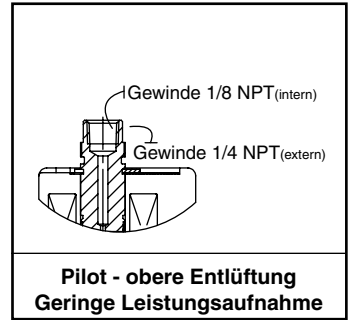 Gewinde 1/8 NPT(intern)
Gewinde 1/4 NPT(extern)
Pilot - obere Entlüftung
Geringe Leistungsaufnahme